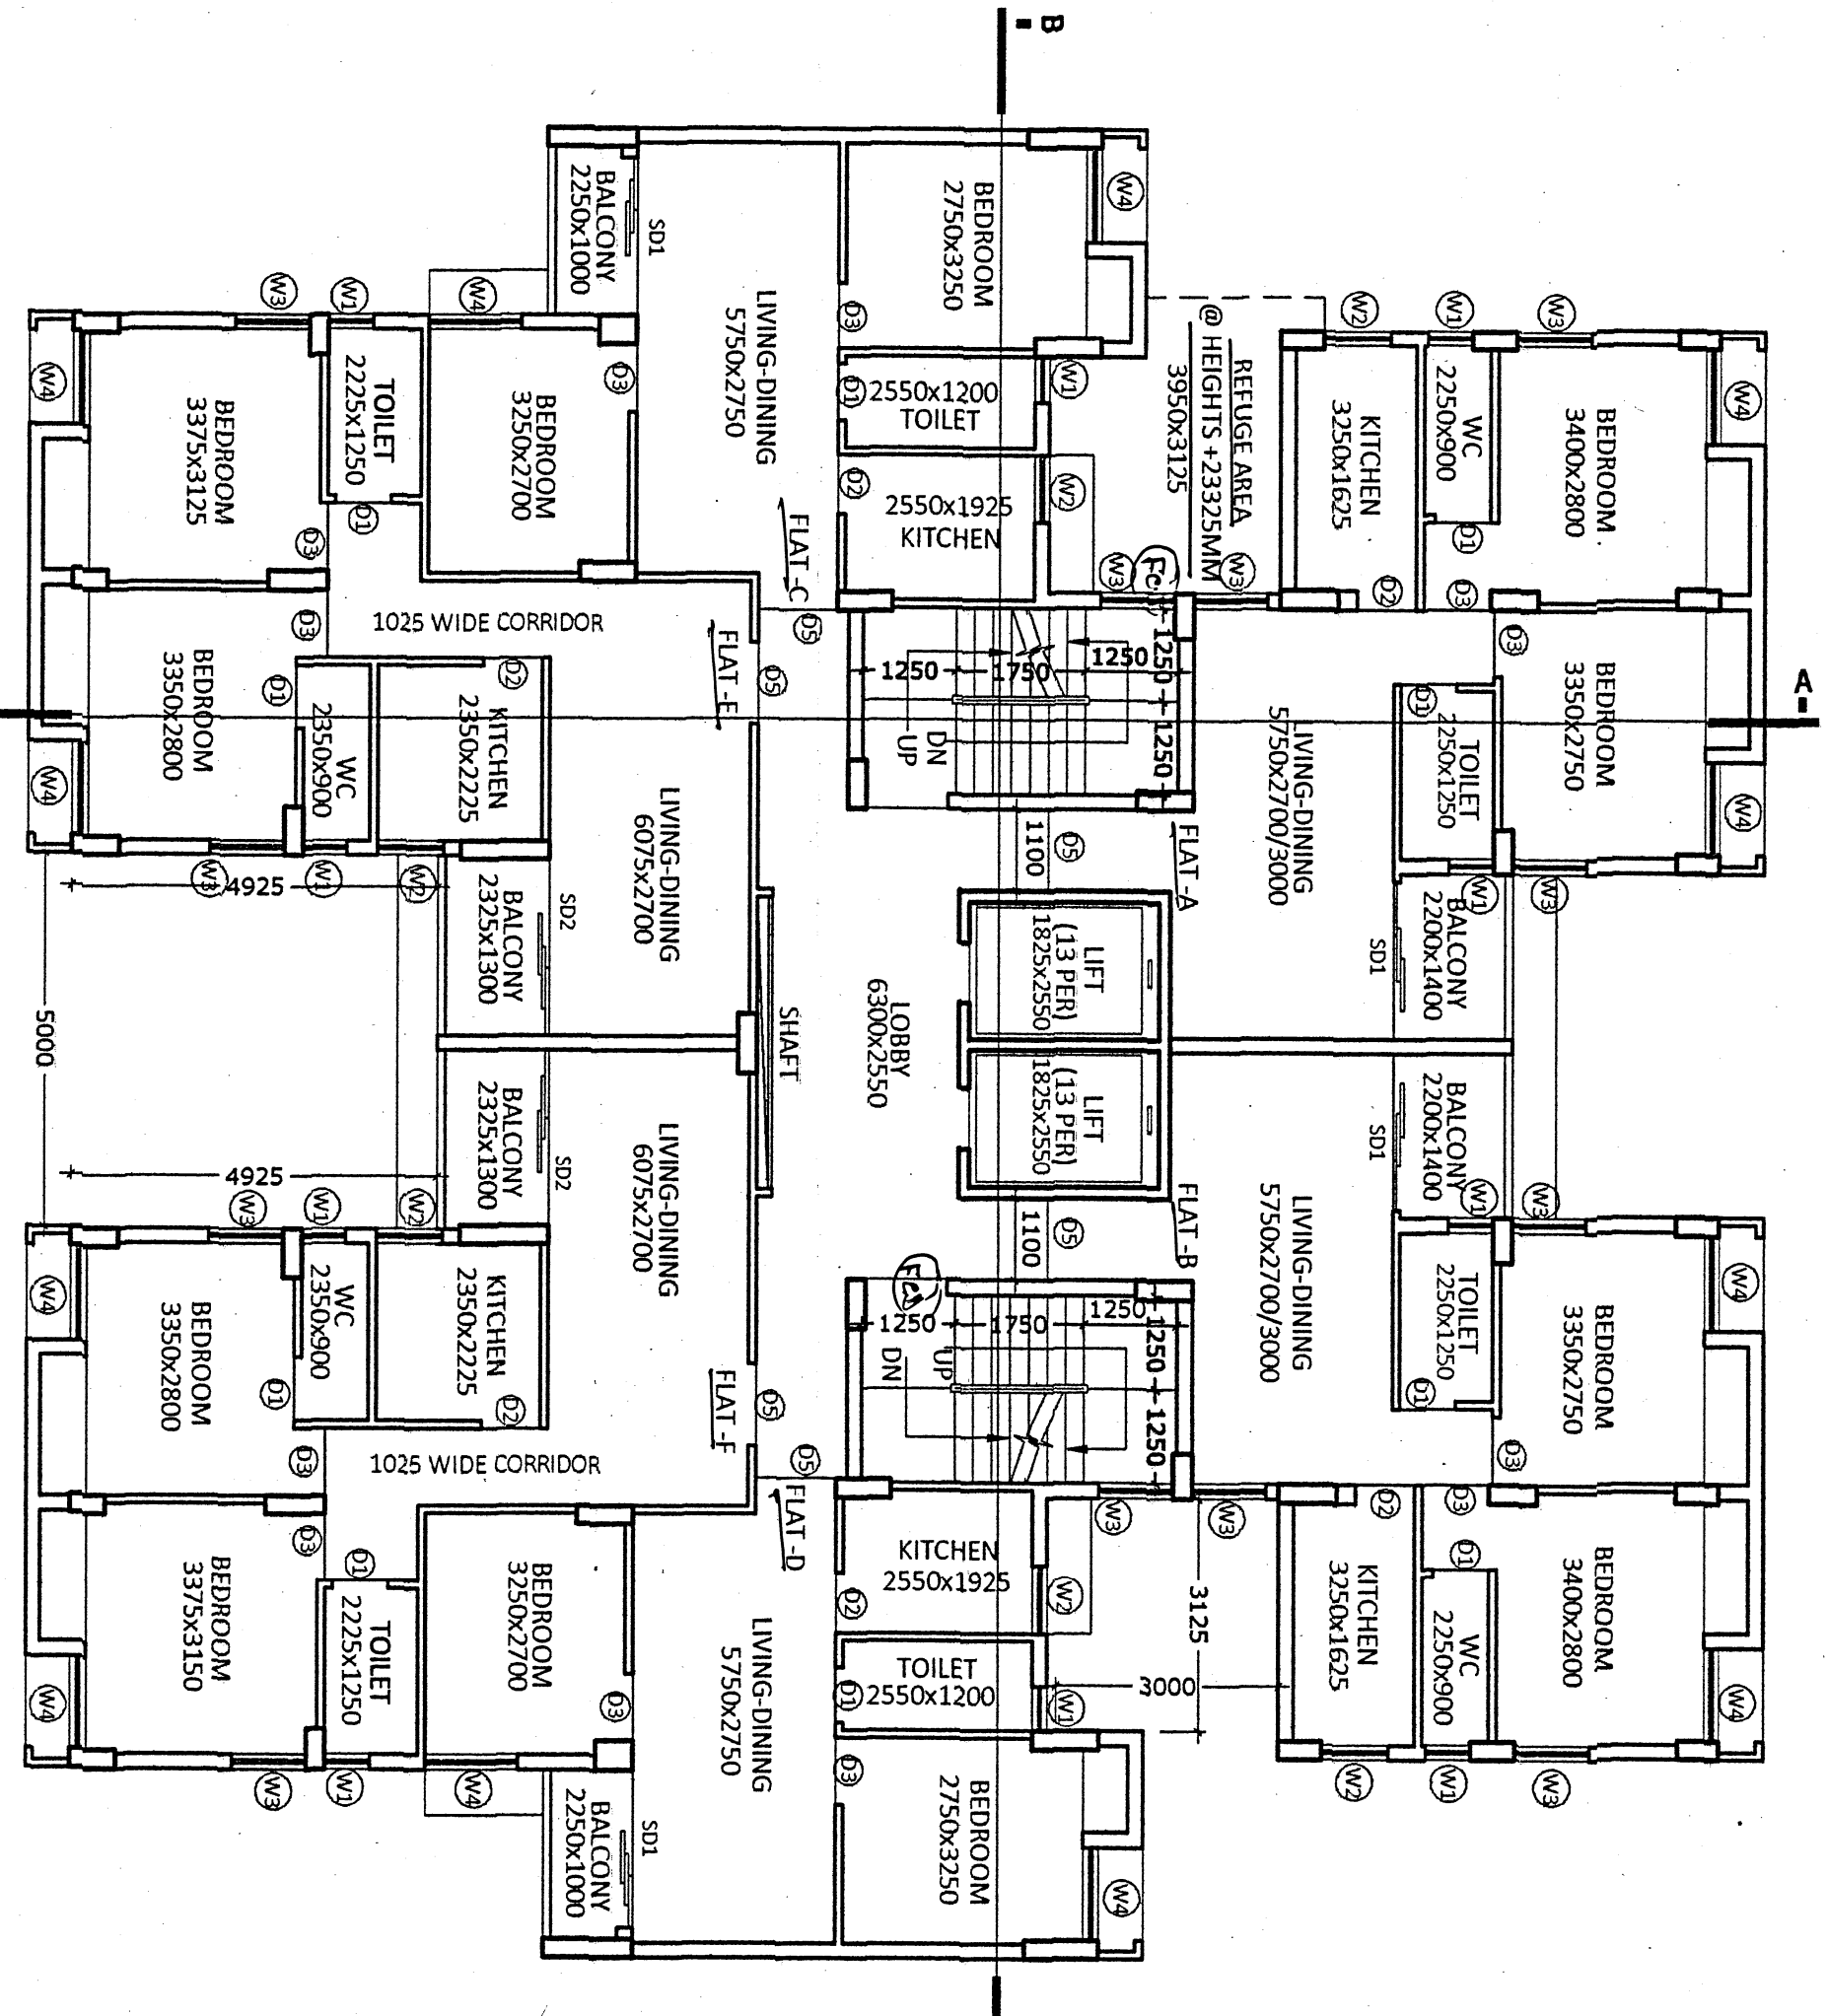 A
W4
W4
W4
W4
BEDROOM
3400x2800
BEDROOM
3350x2750
BEDROOM
3350x2750
BEDROOM
3400x2800
W3
D3
W3
W3
D3
W3
W1
WC
2250x900
D1
D3
D1
TOILET
2250x1250
W1
BALCONY
2200x1400
SD1
BALCONY
2200x1400
SD1
W1
TOILET
2250x1250
D1
D3
D1
WC
2250x900
W1
W2
KITCHEN
3250x1625
D2
LIVING-DINING
5750x2700/3000
LIVING-DINING
5750x2700/3000
D2
KITCHEN
3250x1625
W2
REFUGE AREA
@ HEIGHTS +23325MM
3950x3125
W3
W3
FLAT -A
FLAT -B
W3
W3
3125
3000
W4
BEDROOM
2750x3250
W1
2550x1200
TOILET
D1
D3
W2
2550x1925
KITCHEN
D2
1250
1250
1250
1750
1250
DN
UP
1100
D5
LIFT
(13 PER)
1825x2550
LIFT
(13 PER)
1825x2550
1100
D5
1250
1250
1250
1750
1250
UP
DN
KITCHEN
2550x1925
W2
D2
TOILET
2550x1200
W1
D1
D3
BEDROOM
2750x3250
W4
B
LOBBY
6300x2550
SHAFT
FLAT -C
D5
FLAT -E
D5
FLAT -D
D5
FLAT -F
D5
LIVING-DINING
5750x2750
LIVING-DINING
6075x2700
LIVING-DINING
6075x2700
LIVING-DINING
5750x2750
SD1
BALCONY
2250x1000
SD2
BALCONY
2325x1300
SD2
BALCONY
2325x1300
SD1
BALCONY
2250x1000
W4
BEDROOM
3250x2700
D3
1025 WIDE CORRIDOR
D2
KITCHEN
2350x2225
W2
W2
KITCHEN
2350x2225
D2
1025 WIDE CORRIDOR
BEDROOM
3250x2700
D3
W4
W1
TOILET
2225x1250
D1
WC
2350x900
D1
W1
W1
WC
2350x900
D1
D1
TOILET
2225x1250
W1
W3
BEDROOM
3375x3125
D3
D3
BEDROOM
3350x2800
W3
4925
4925
W3
BEDROOM
3350x2800
D3
D3
BEDROOM
3375x3150
W3
W4
W4
5000
W4
W4